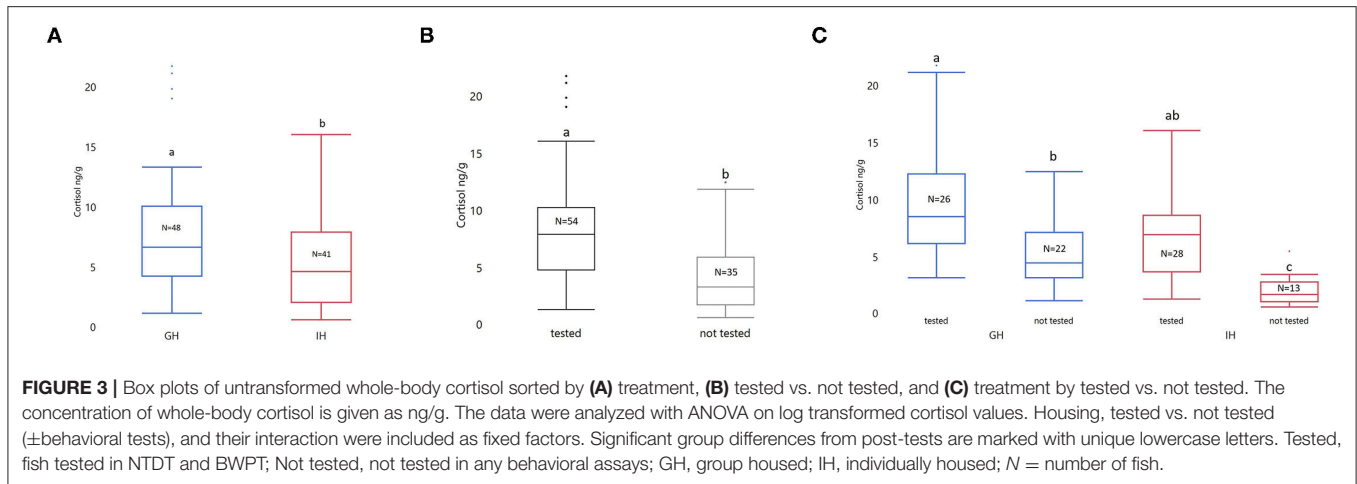 A
B
C
Cortisol ng/g
20
15
10
5
0
a
N=48
GH
b
N=41
IH
Cortisol ng/g
20
15
10
5
0
a
N=54
tested
b
N=35
not tested
Cortisol ng/g
20
15
10
5
0
a
N=26
tested
b
N=22
not tested
ab
N=28
tested
c
N=13
not tested
GH
IH
FIGURE 3 | Box plots of untransformed whole-body cortisol sorted by (A) treatment, (B) tested vs. not tested, and (C) treatment by tested vs. not tested. The
concentration of whole-body cortisol is given as ng/g. The data were analyzed with ANOVA on log transformed cortisol values. Housing, tested vs. not tested
(±behavioral tests), and their interaction were included as fixed factors. Significant group differences from post-tests are marked with unique lowercase letters. Tested,
fish tested in NTDT and BWPT; Not tested, not tested in any behavioral assays; GH, group housed; IH, individually housed; N = number of fish.